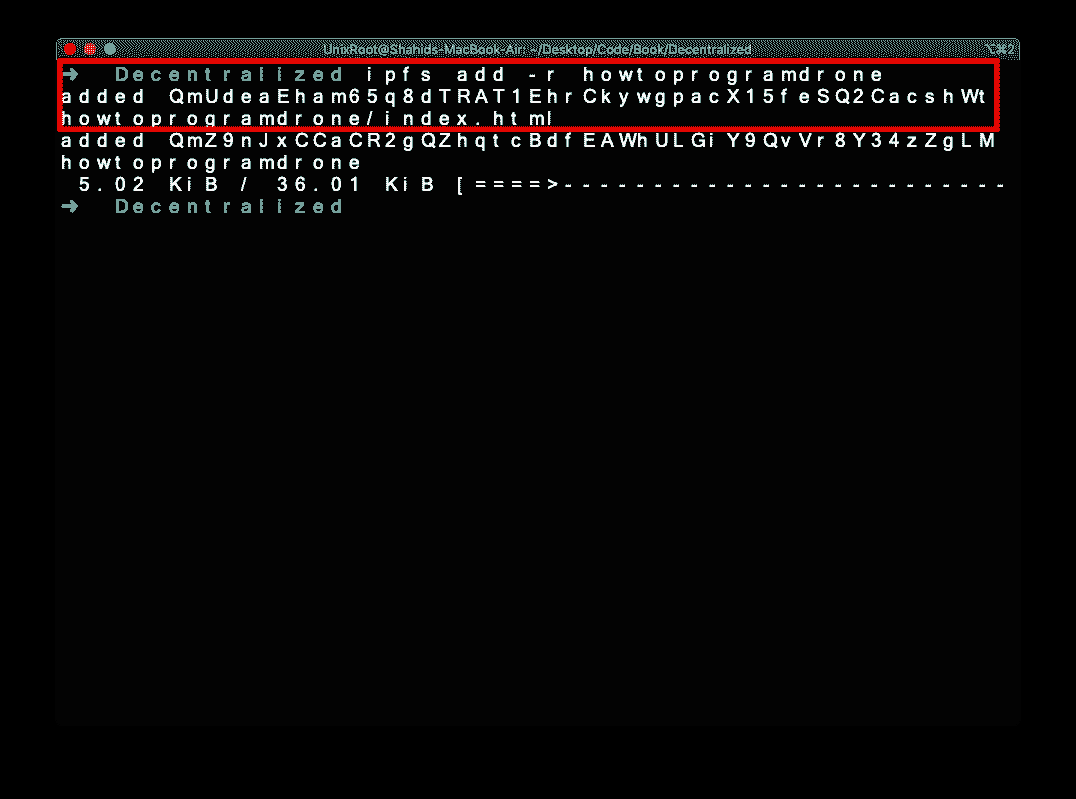 UnixRoot@Shahids-MacBook-Air: ~/Desktop/Code/Book/Decentralized ⌥⌘2
➜ Decentralized ipfs add -r howtoprogramdrone
added QmUdeaEham65q8dTRAT1EhrCkywgpacX15feSQ2CacshWt
howtoprogramdrone/index.html
added QmZ9nJxCCaCR2gQZhqtcBdfEAWhULGiY9QvVr8Y34zZgLM
howtoprogramdrone
5.02 KiB / 36.01 KiB [====>-------------------------
➜ Decentralized